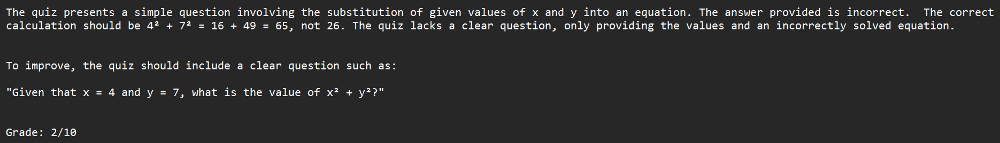 The quiz presents a simple question involving the substitution of given values of x and y into an equation. The answer provided is incorrect.  The correct
calculation should be 4² + 7² = 16 + 49 = 65, not 26. The quiz lacks a clear question, only providing the values and an incorrectly solved equation.
To improve, the quiz should include a clear question such as:
"Given that x = 4 and y = 7, what is the value of x² + y²?"
Grade: 2/10